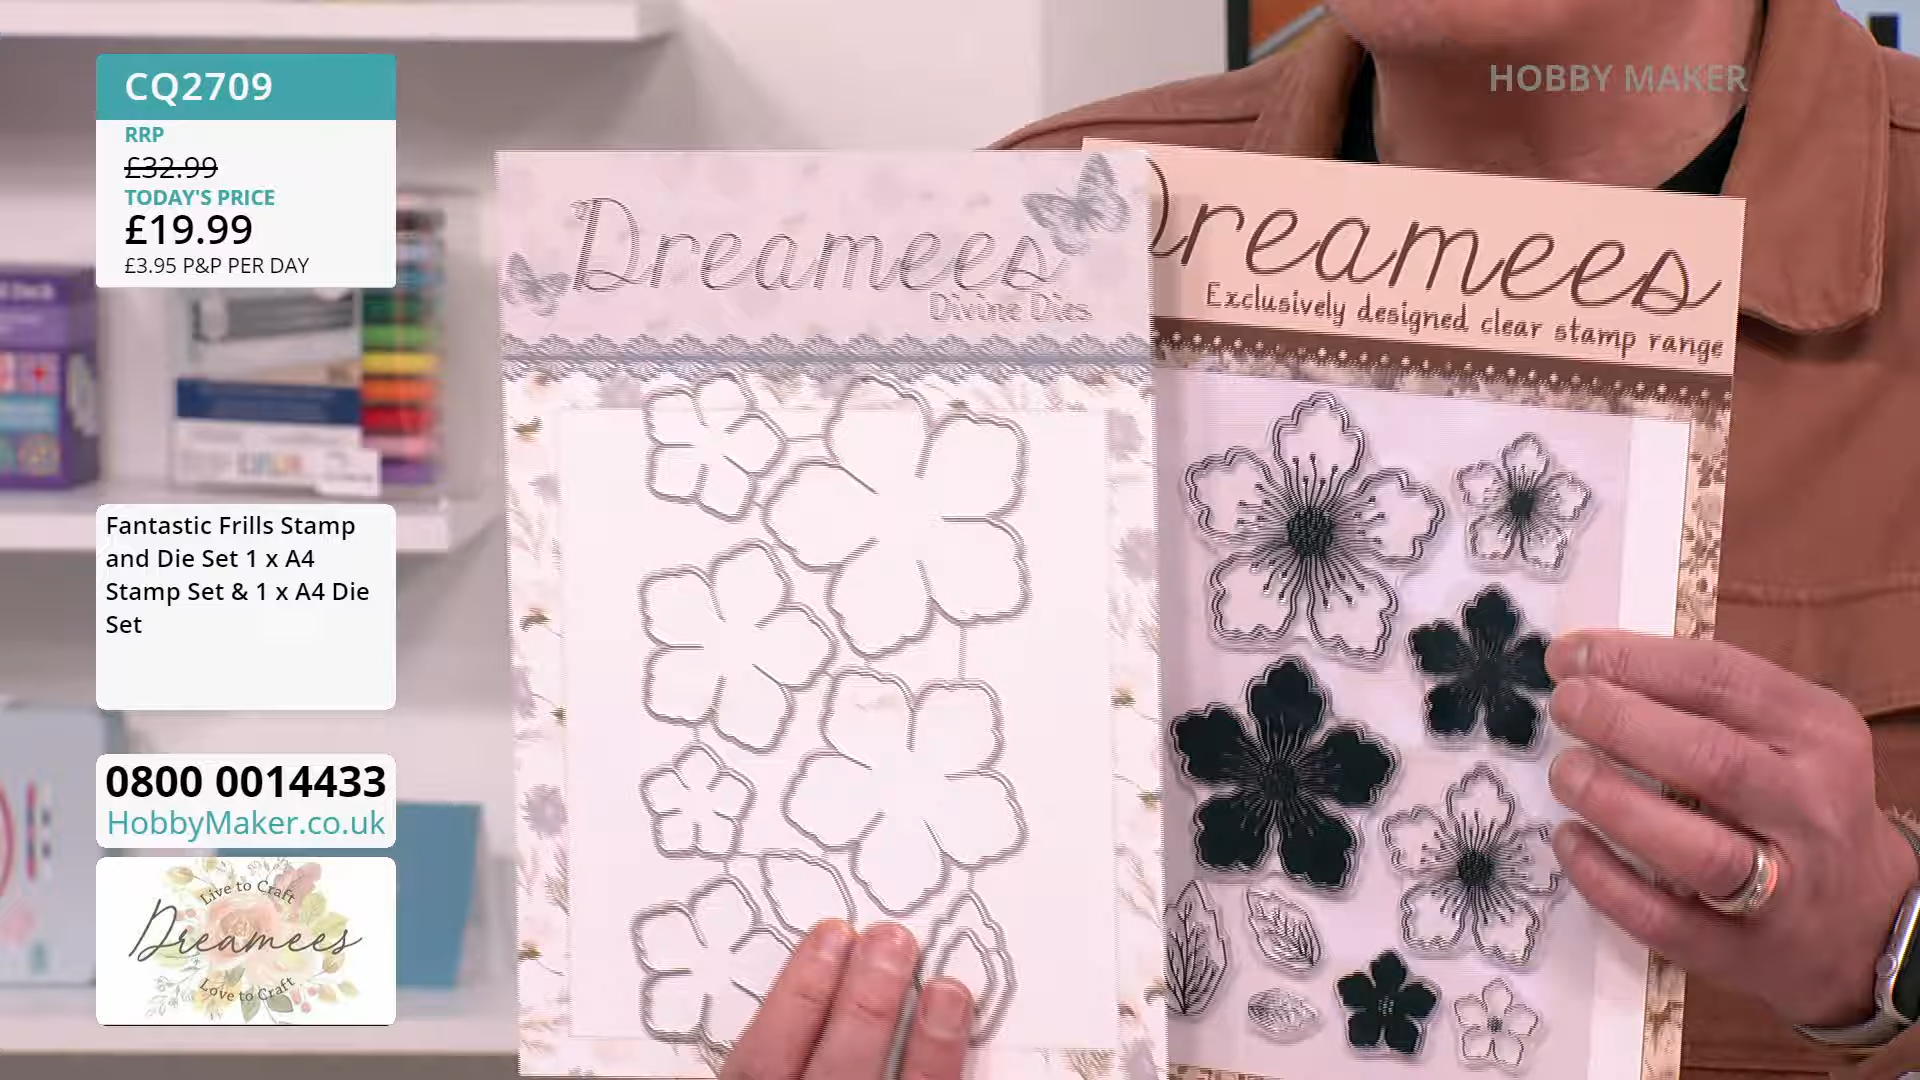 CQ2709
RRP
£32.99
TODAY'S PRICE
£19.99
£3.95 P&P PER DAY
HOBBY MAKER
Dreamees
Divine Dies
Dreamees
Exclusively designed clear stamp range
Fantastic Frills Stamp
and Die Set 1 x A4
Stamp Set & 1 x A4 Die
Set
0800 0014433
HobbyMaker.co.uk
Live to Craft
Dreamees
Love to Craft